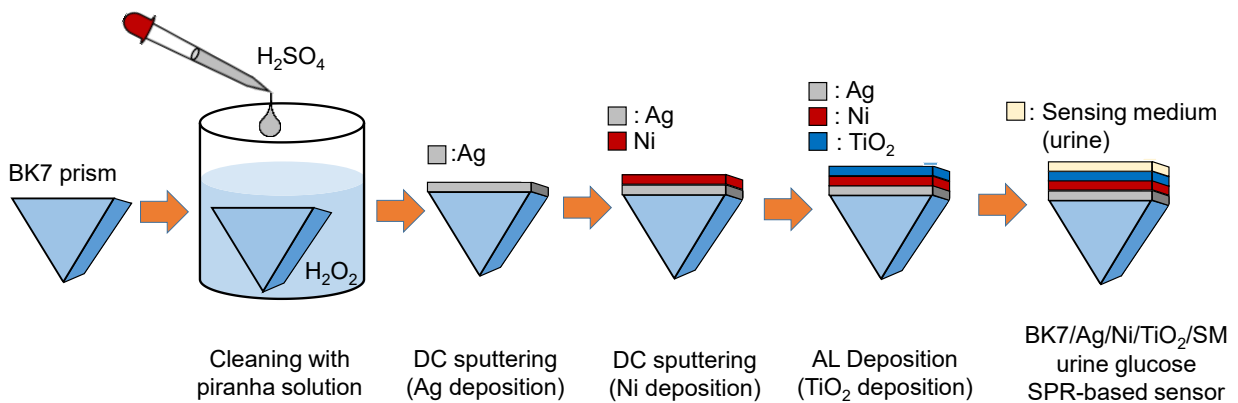 H₂SO₄
BK7 prism
H₂O₂
Cleaning with
piranha solution
:Ag
DC sputtering
(Ag deposition)
: Ag
Ni
DC sputtering
(Ni deposition)
: Ag
: Ni
: TiO₂
AL Deposition
(TiO₂ deposition)
: Sensing medium
(urine)
BK7/Ag/Ni/TiO₂/SM
urine glucose
SPR-based sensor